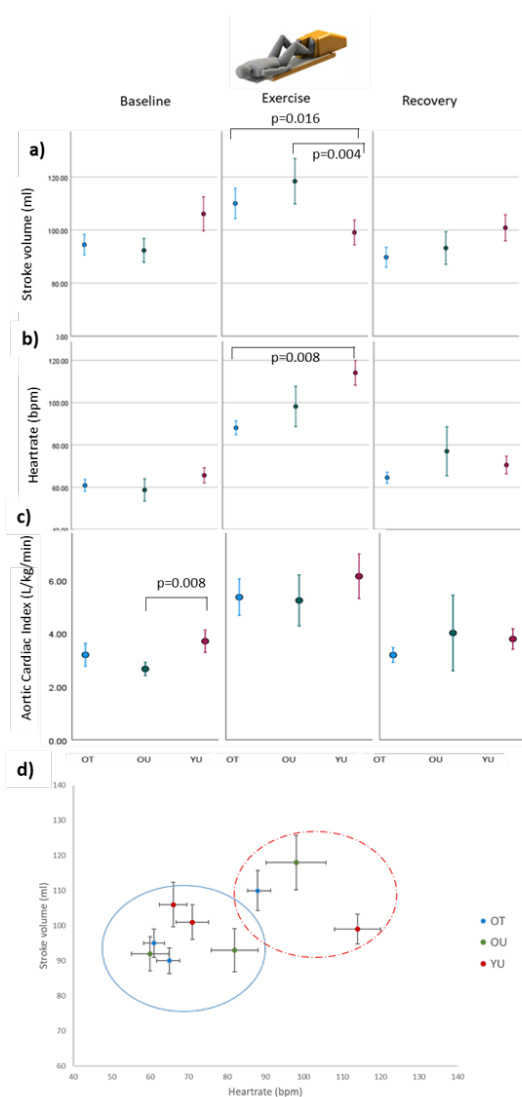 Baseline Exercise Recovery
a)
p=0.016
p=0.004
Stroke volume (ml)
120.00
100.00
80.00
b)
p=0.008
Heartrate (bpm)
120.00
100.00
80.00
60.00
c)
p=0.008
Aortic Cardiac Index (L/kg/min)
6.00
4.00
2.00
0.00
OT OU YU OT OU YU OT OU YU
d)
Stroke volume (ml)
140
130
120
110
100
90
80
70
60
40 50 60 70 80 90 100 110 120 130 140
Heartrate (bpm)
OT
OU
YU